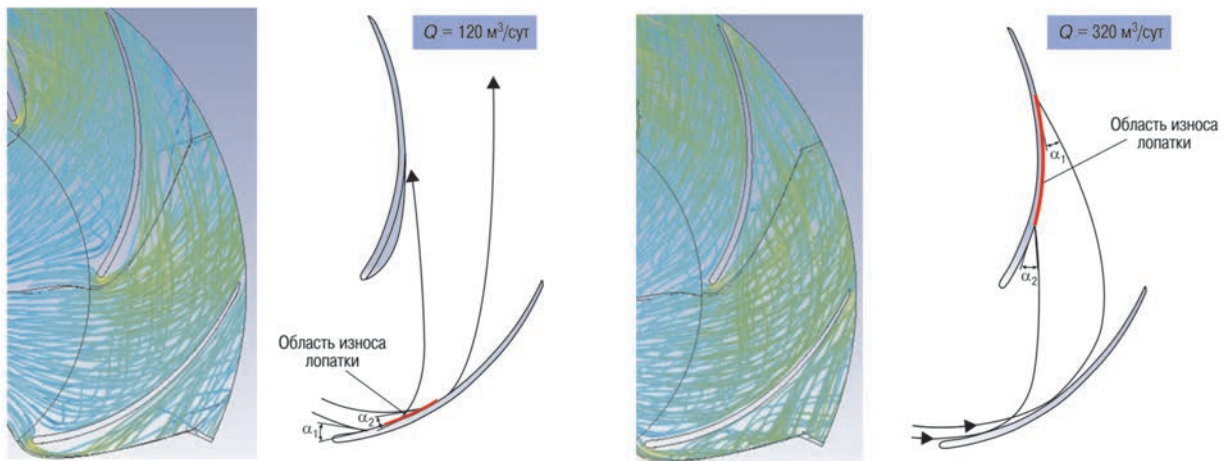 Q = 120 м³/сут
Область износа
лопатки
α₂
α₁
Q = 320 м³/сут
Область износа
лопатки
α₁
α₂